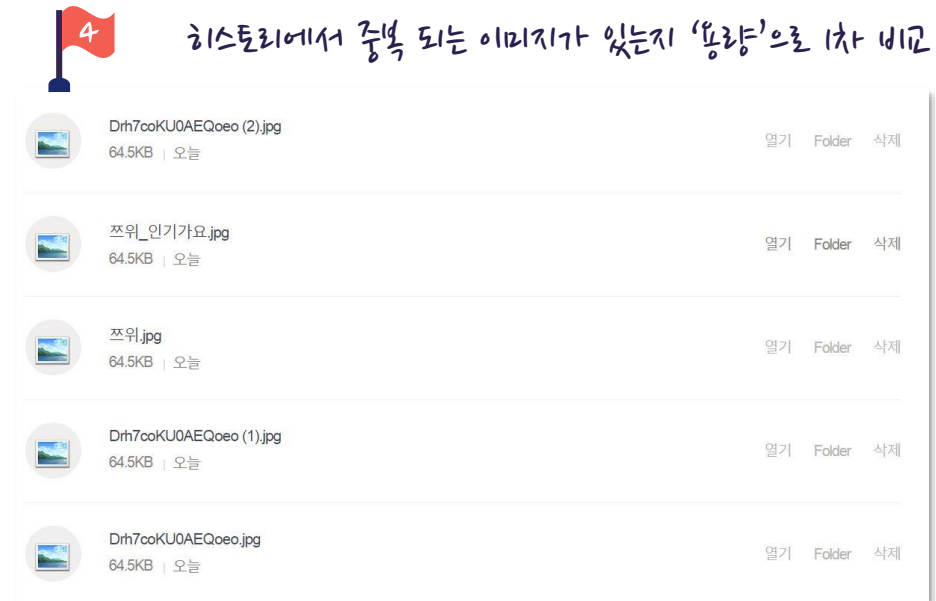 4
히스토리에서 중복 되는 이미지가 있는지 '용량'으로 1차 비교
Drh7coKU0AEQoeo (2).jpg
64.5KB | 오늘
열기 Folder 삭제
쯔위_인기가요.jpg
64.5KB | 오늘
열기 Folder 삭제
쯔위.jpg
64.5KB | 오늘
열기 Folder 삭제
Drh7coKU0AEQoeo (1).jpg
64.5KB | 오늘
열기 Folder 삭제
Drh7coKU0AEQoeo.jpg
64.5KB | 오늘
열기 Folder 삭제